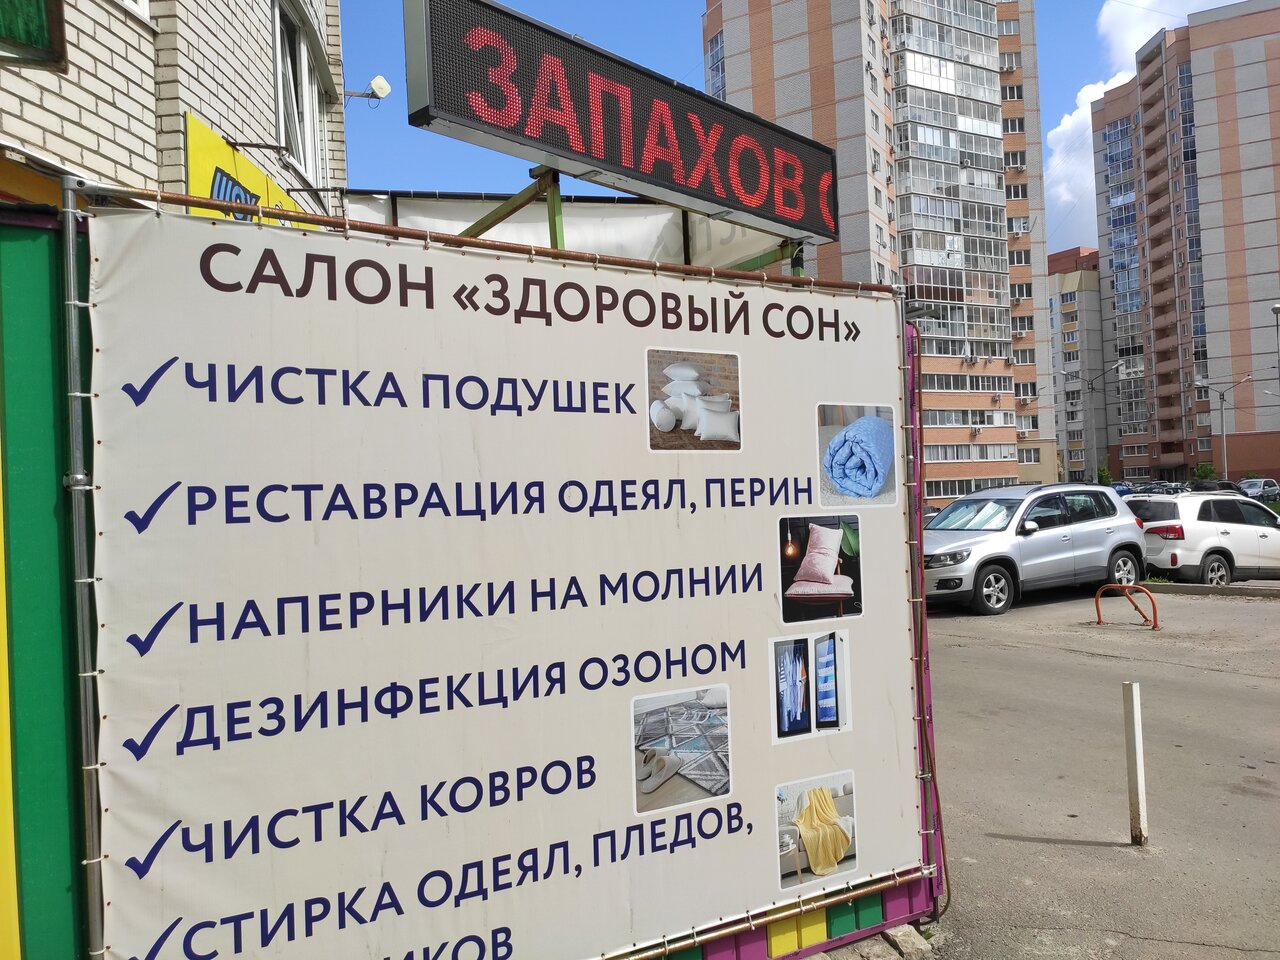 ЗАПАХОВ
САЛОН «ЗДОРОВЫЙ СОН»
ЧИСТКА ПОДУШЕК
РЕСТАВРАЦИЯ ОДЕЯЛ, ПЕРИН
НАПЕРНИКИ НА МОЛНИИ
ДЕЗИНФЕКЦИЯ ОЗОНОМ
ЧИСТКА КОВРОВ
СТИРКА ОДЕЯЛ, ПЛЕДОВ,